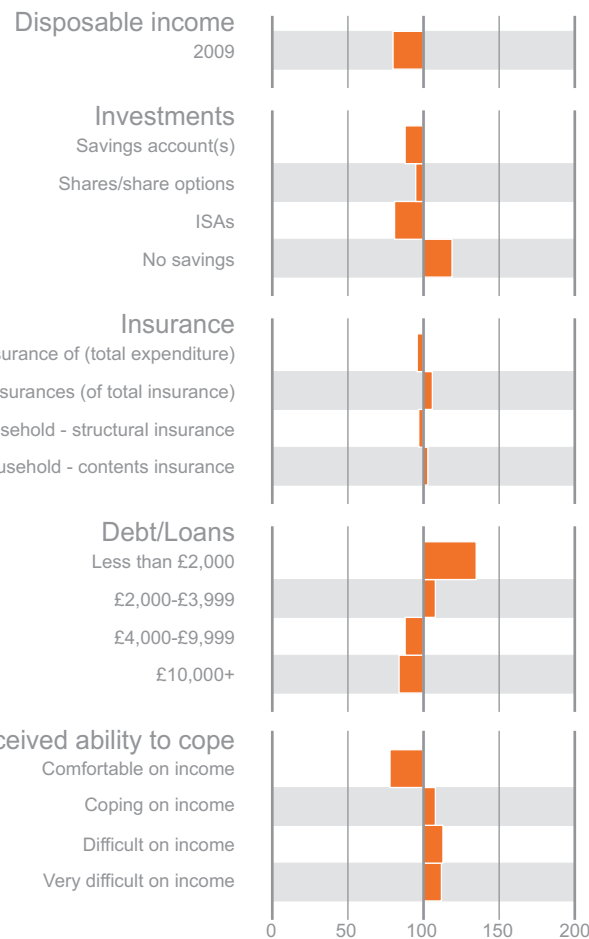 Disposable income
2009
Investments
Savings account(s)
Shares/share options
ISAs
No savings
Insurance
of (total expenditure)
(of total insurance)
- structural insurance
- contents insurance
Debt/Loans
Less than £2,000
£2,000-£3,999
£4,000-£9,999
£10,000+
ability to cope
Comfortable on income
Coping on income
Difficult on income
Very difficult on income
0 50 100 150 200